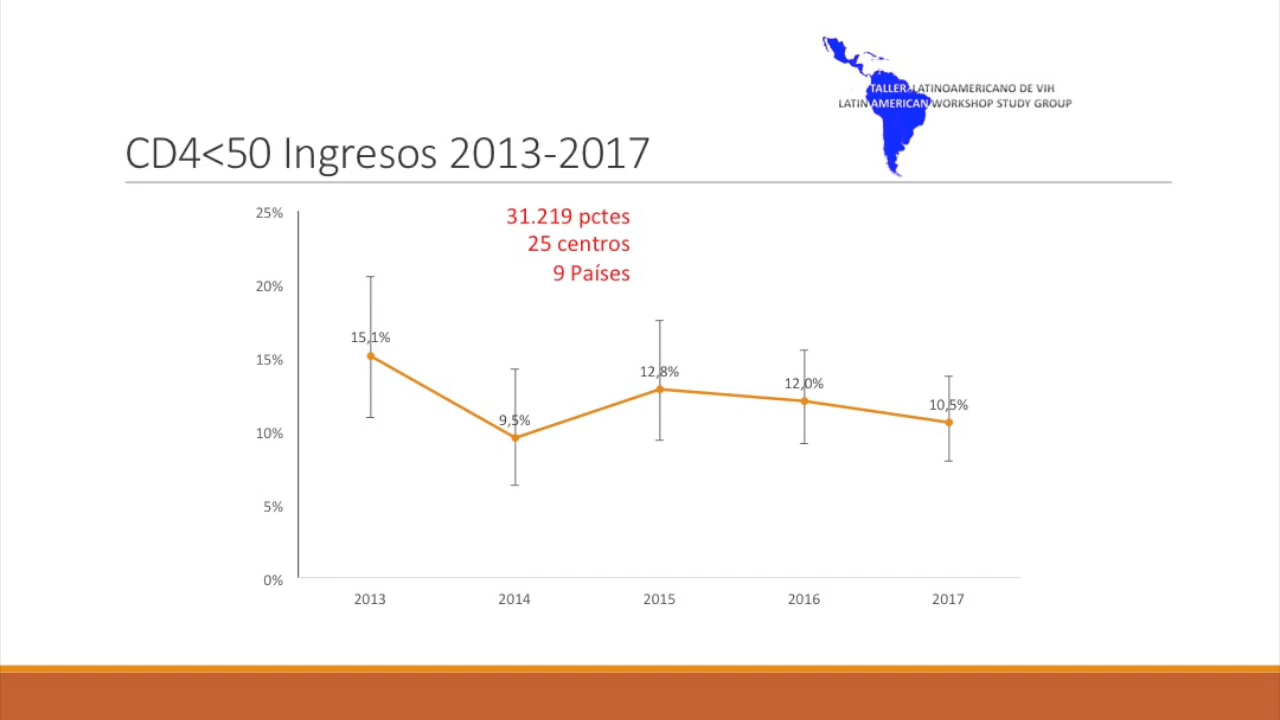 TALLER LATINOAMERICANO DE VIH
LATIN AMERICAN WORKSHOP STUDY GROUP
CD4<50 Ingresos 2013-2017
31.219 pctes
25 centros
9 Países
25%
20%
15%
10%
5%
0%
15,1%
9,5%
12,8%
12,0%
10,5%
2013
2014
2015
2016
2017